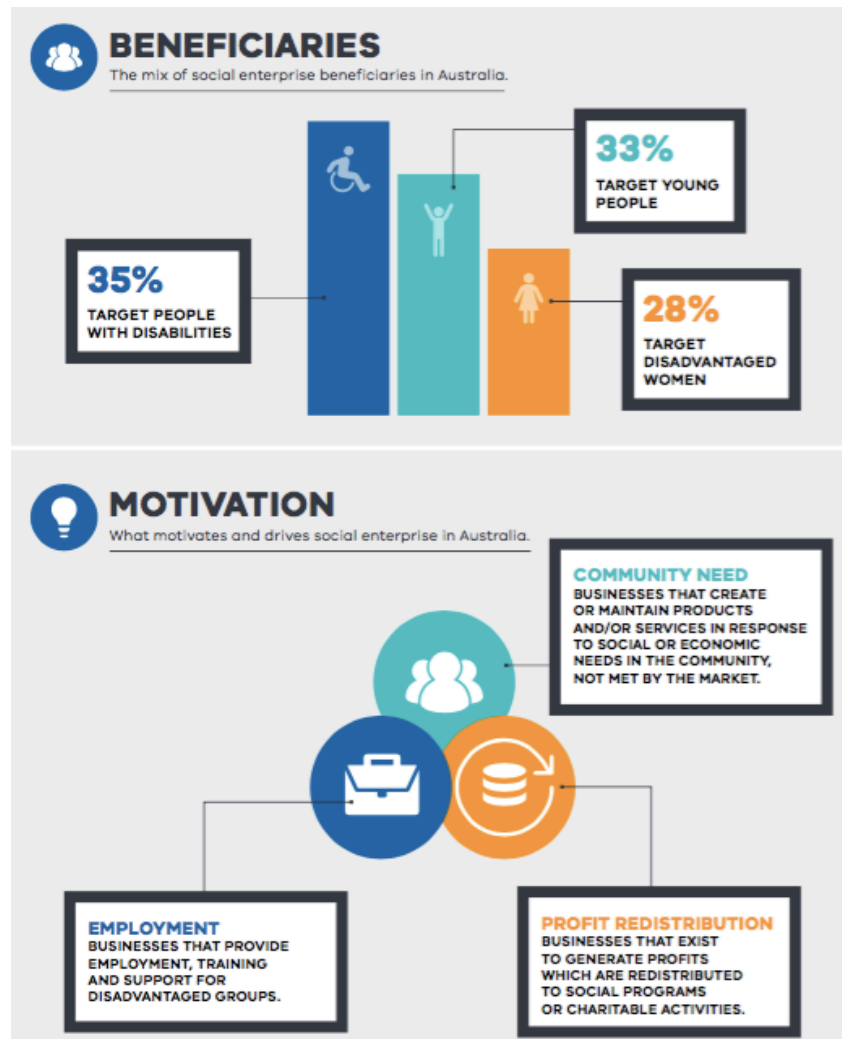 BENEFICIARIES
The mix of social enterprise beneficiaries in Australia.
33%
TARGET YOUNG
PEOPLE
35%
TARGET PEOPLE
WITH DISABILITIES
28%
TARGET
DISADVANTAGED
WOMEN
MOTIVATION
What motivates and drives social enterprise in Australia.
COMMUNITY NEED
BUSINESSES THAT CREATE
OR MAINTAIN PRODUCTS
AND/OR SERVICES IN RESPONSE
TO SOCIAL OR ECONOMIC
NEEDS IN THE COMMUNITY,
NOT MET BY THE MARKET.
EMPLOYMENT
BUSINESSES THAT PROVIDE
EMPLOYMENT, TRAINING
AND SUPPORT FOR
DISADVANTAGED GROUPS.
PROFIT REDISTRIBUTION
BUSINESSES THAT EXIST
TO GENERATE PROFITS
WHICH ARE REDISTRIBUTED
TO SOCIAL PROGRAMS
OR CHARITABLE ACTIVITIES.